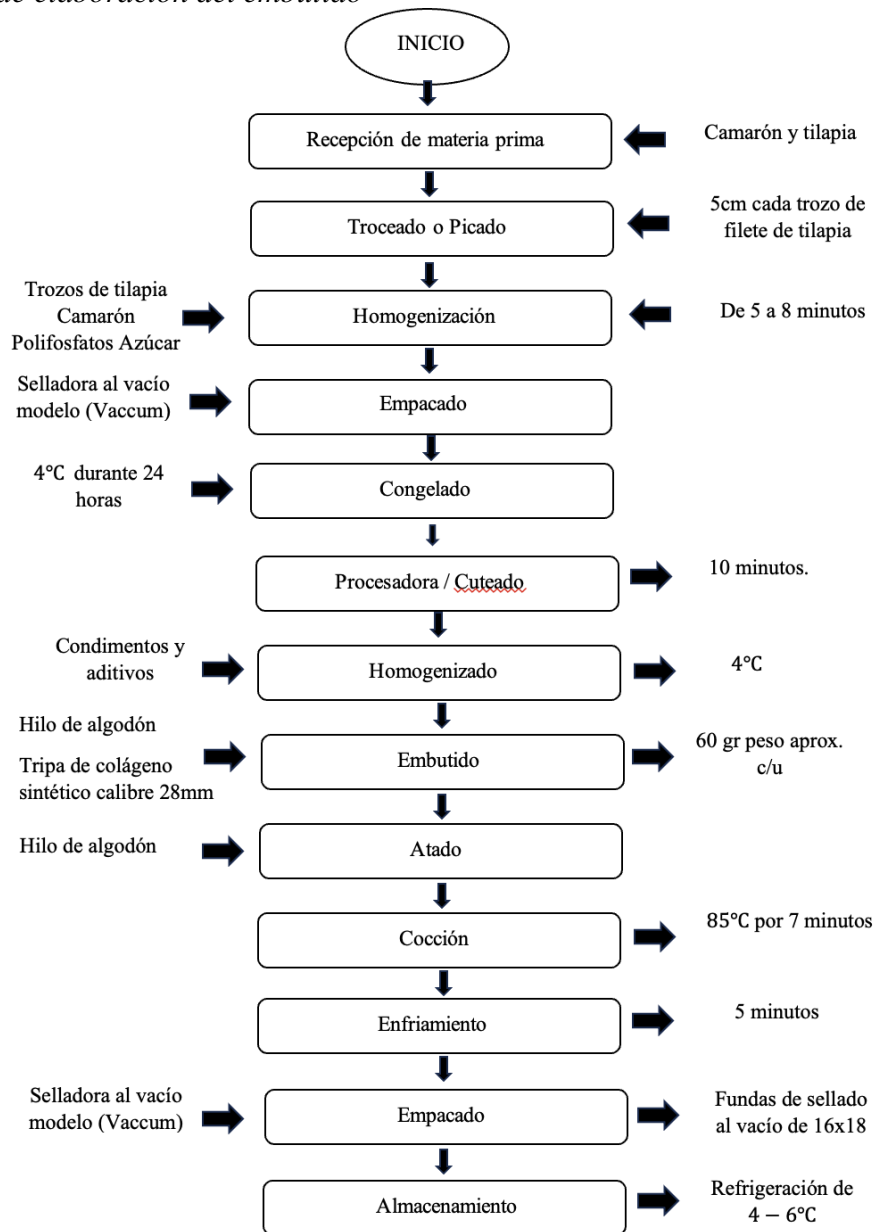 de elaboración del embutido
INICIO
Recepción de materia prima
Camarón y tilapia
Troceado o Picado
5cm cada trozo de
filete de tilapia
Trozos de tilapia
Camarón
Polifosfatos Azúcar
Homogenización
De 5 a 8 minutos
Selladora al vacío
modelo (Vaccum)
Empacado
4°C durante 24
horas
Congelado
Procesadora / Cuteado
10 minutos.
Condimentos y
aditivos
Homogenizado
4°C
Hilo de algodón
Tripa de colágeno
sintético calibre 28mm
Embutido
60 gr peso aprox.
c/u
Hilo de algodón
Atado
Cocción
85°C por 7 minutos
Enfriamiento
5 minutos
Selladora al vacío
modelo (Vaccum)
Empacado
Fundas de sellado
al vacío de 16x18
Almacenamiento
Refrigeración de
4 – 6°C